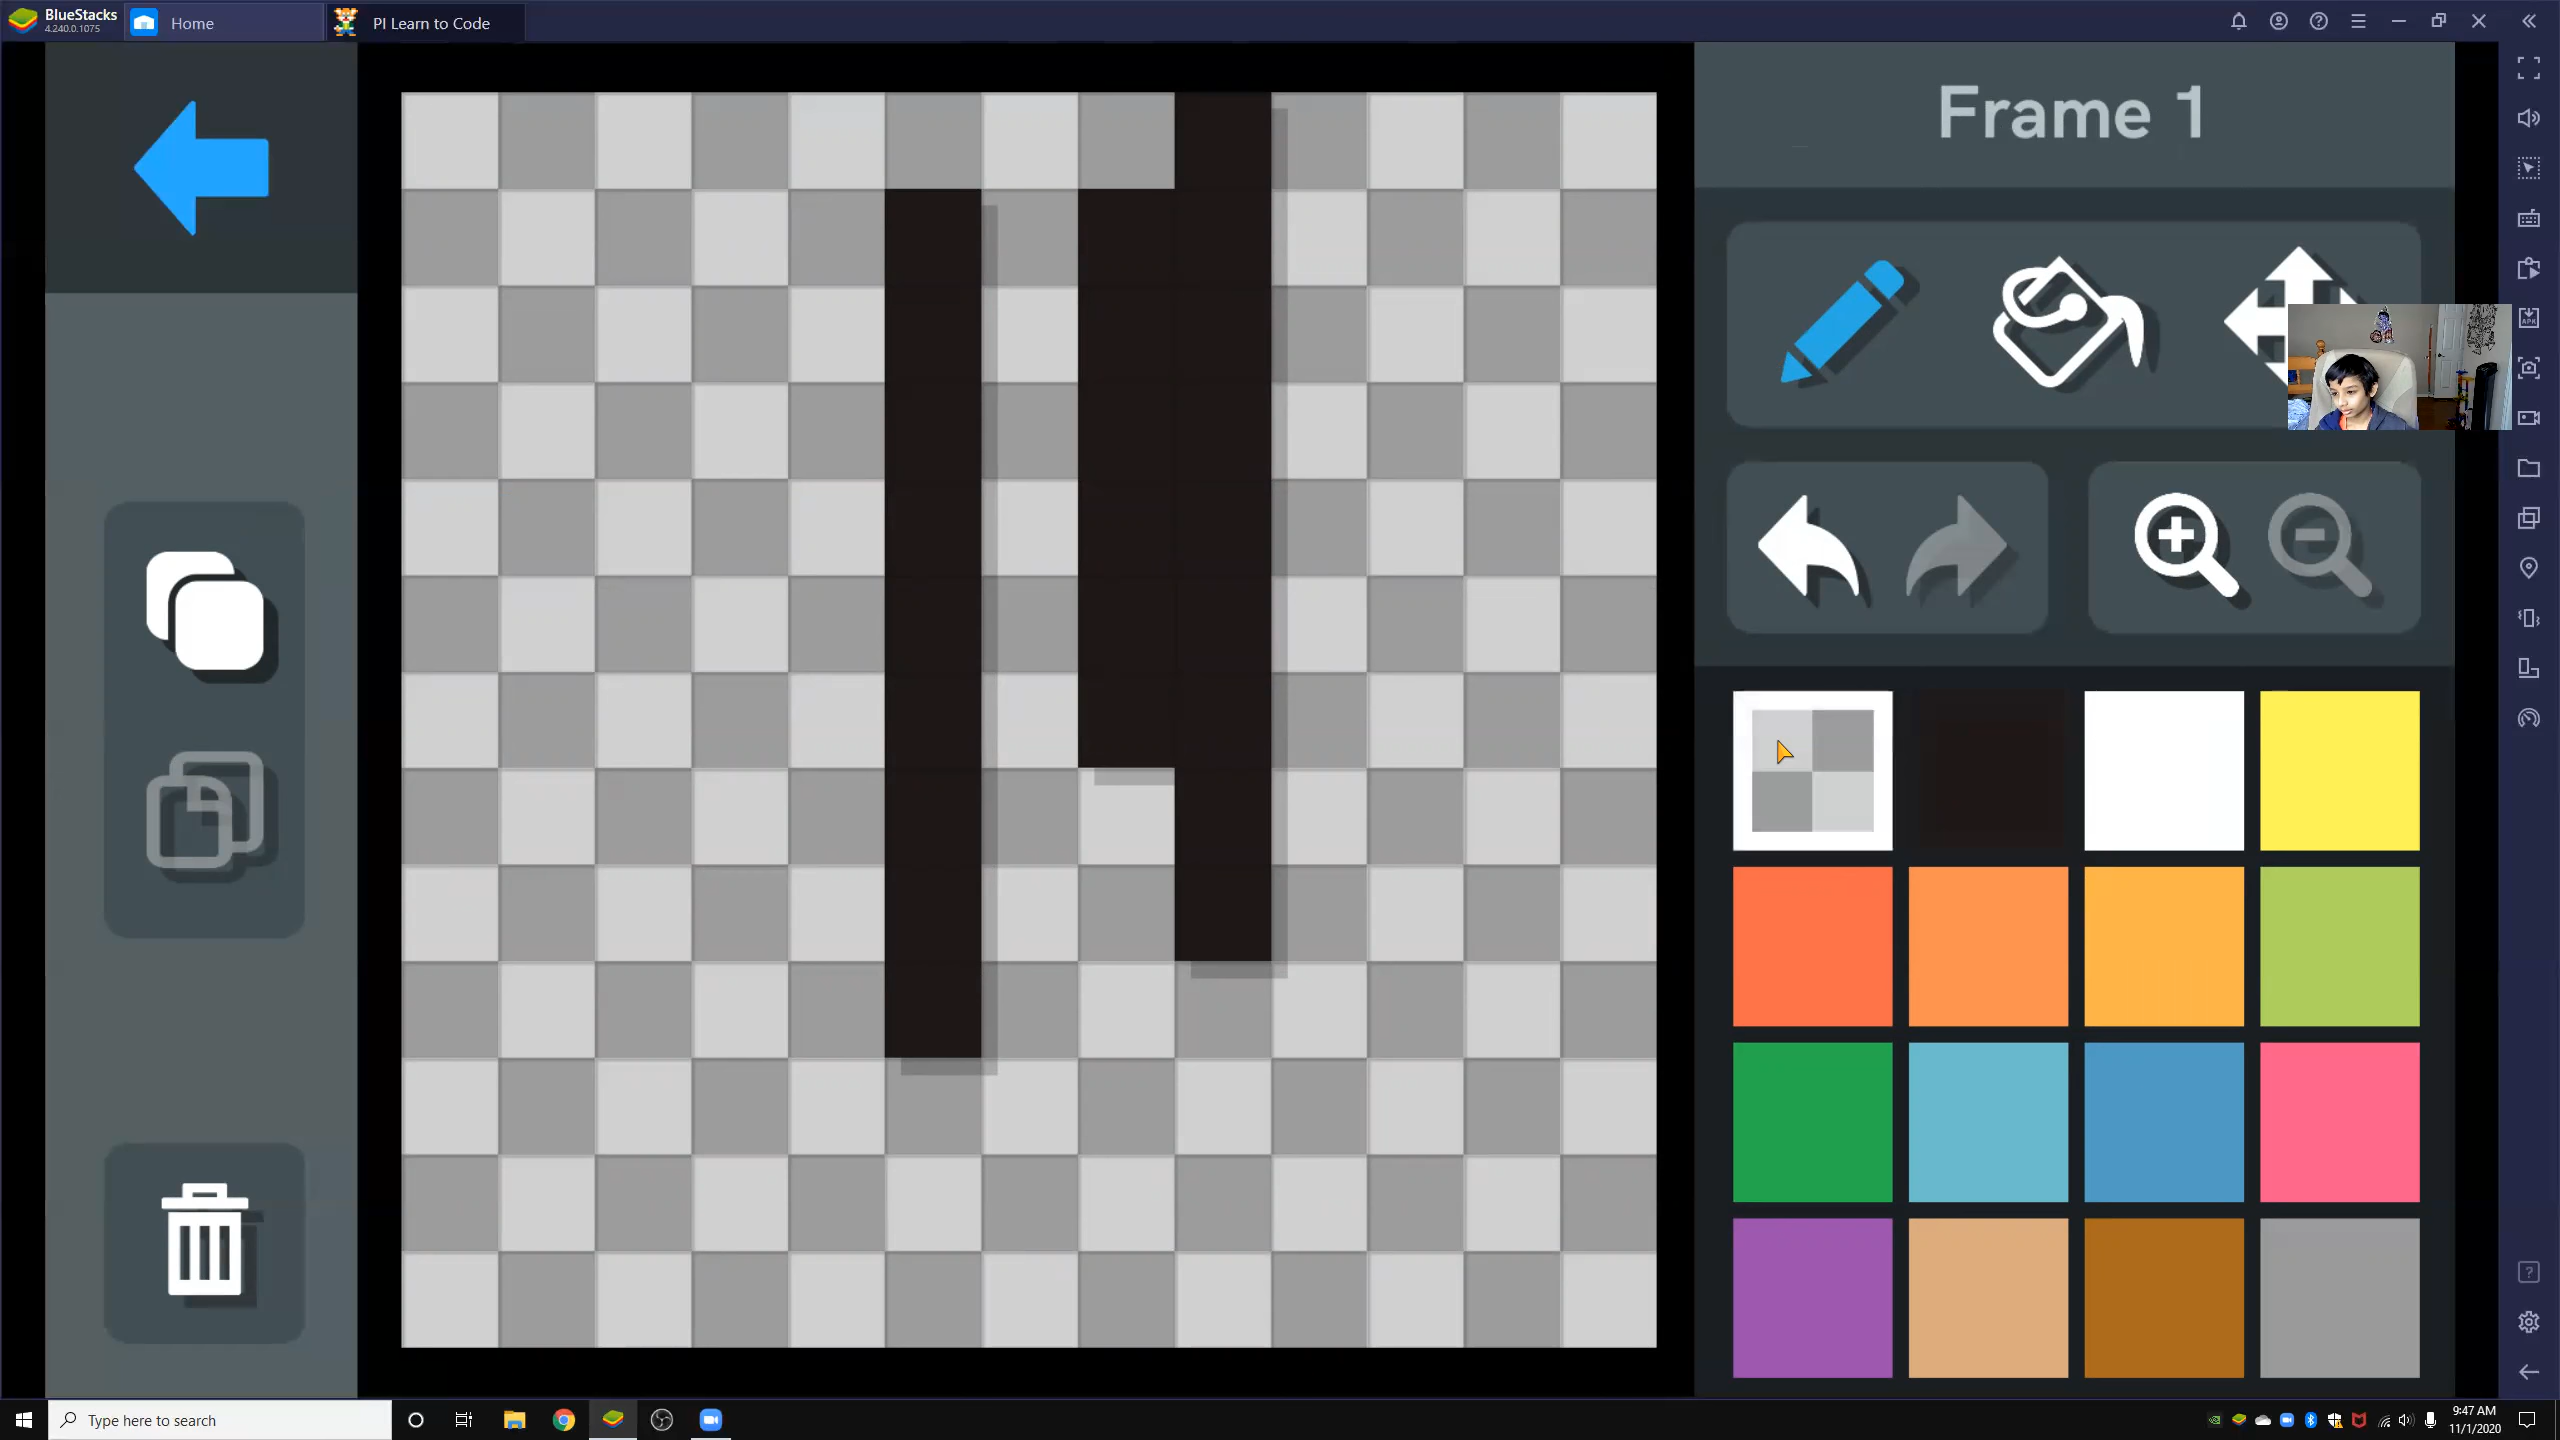 BlueStacks
4.240.0.1075
Home
PI Learn to Code
Frame 1
APK
Type here to search
9:47 AM
11/1/2020